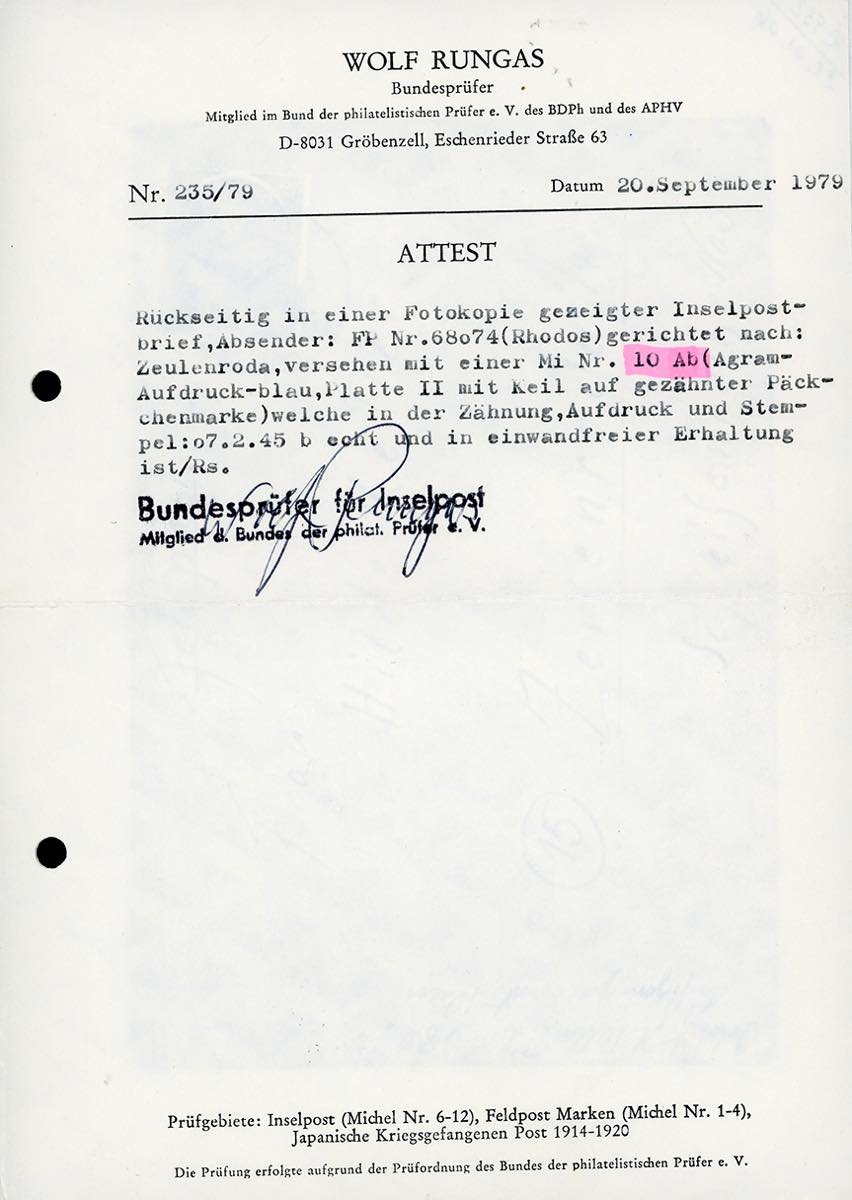 WOLF RUNGAS
Bundesprüfer
Mitglied im Bund der philatelistischen Prüfer e. V. des BDPh und des APHV
D-8031 Gröbenzell, Eschenrieder Straße 63
Nr. 235/79 Datum 20.September 1979
ATTEST
Rückseitig in einer Fotokopie gezeigter Inselpost-
brief,Absender: FP Nr.68o74(Rhodos)gerichtet nach:
Zeulenroda,versehen mit einer Mi Nr. 10 Ab(Agram-
Aufdruck-blau,Platte II mit Keil auf gezähnter Päck-
chenmarke)welche in der Zähnung,Aufdruck und Stem-
pel:o7.2.45 b echt und in einwandfreier Erhaltung
ist/Rs.
Bundesprüfer für Inselpost
Mitglied d. Bundes der philat. Prüfer e. V.
Wolf Rungas
Prüfgebiete: Inselpost (Michel Nr. 6-12), Feldpost Marken (Michel Nr. 1-4),
Japanische Kriegsgefangenen Post 1914-1920
Die Prüfung erfolgte aufgrund der Prüfordnung des Bundes der philatelistischen Prüfer e. V.